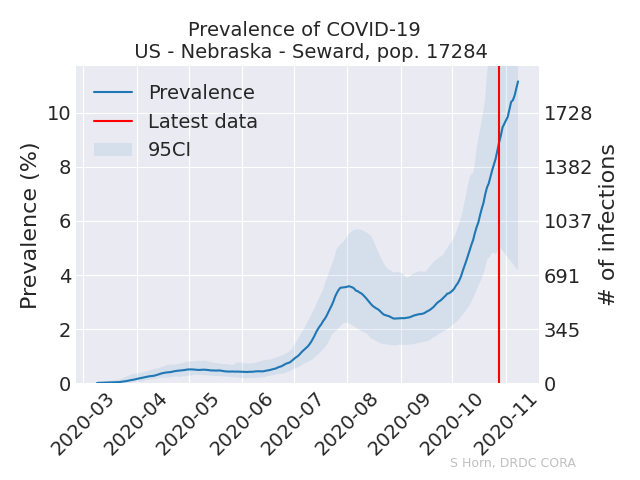 Prevalence of COVID-19
US - Nebraska - Seward, pop. 17284
Prevalence
Latest data
95CI
Prevalence (%)
10
8
6
4
2
0
1728
1382
1037
691
345
0
# of infections
2020-03
2020-04
2020-05
2020-06
2020-07
2020-08
2020-09
2020-10
2020-11
S Horn, DRDC CORA